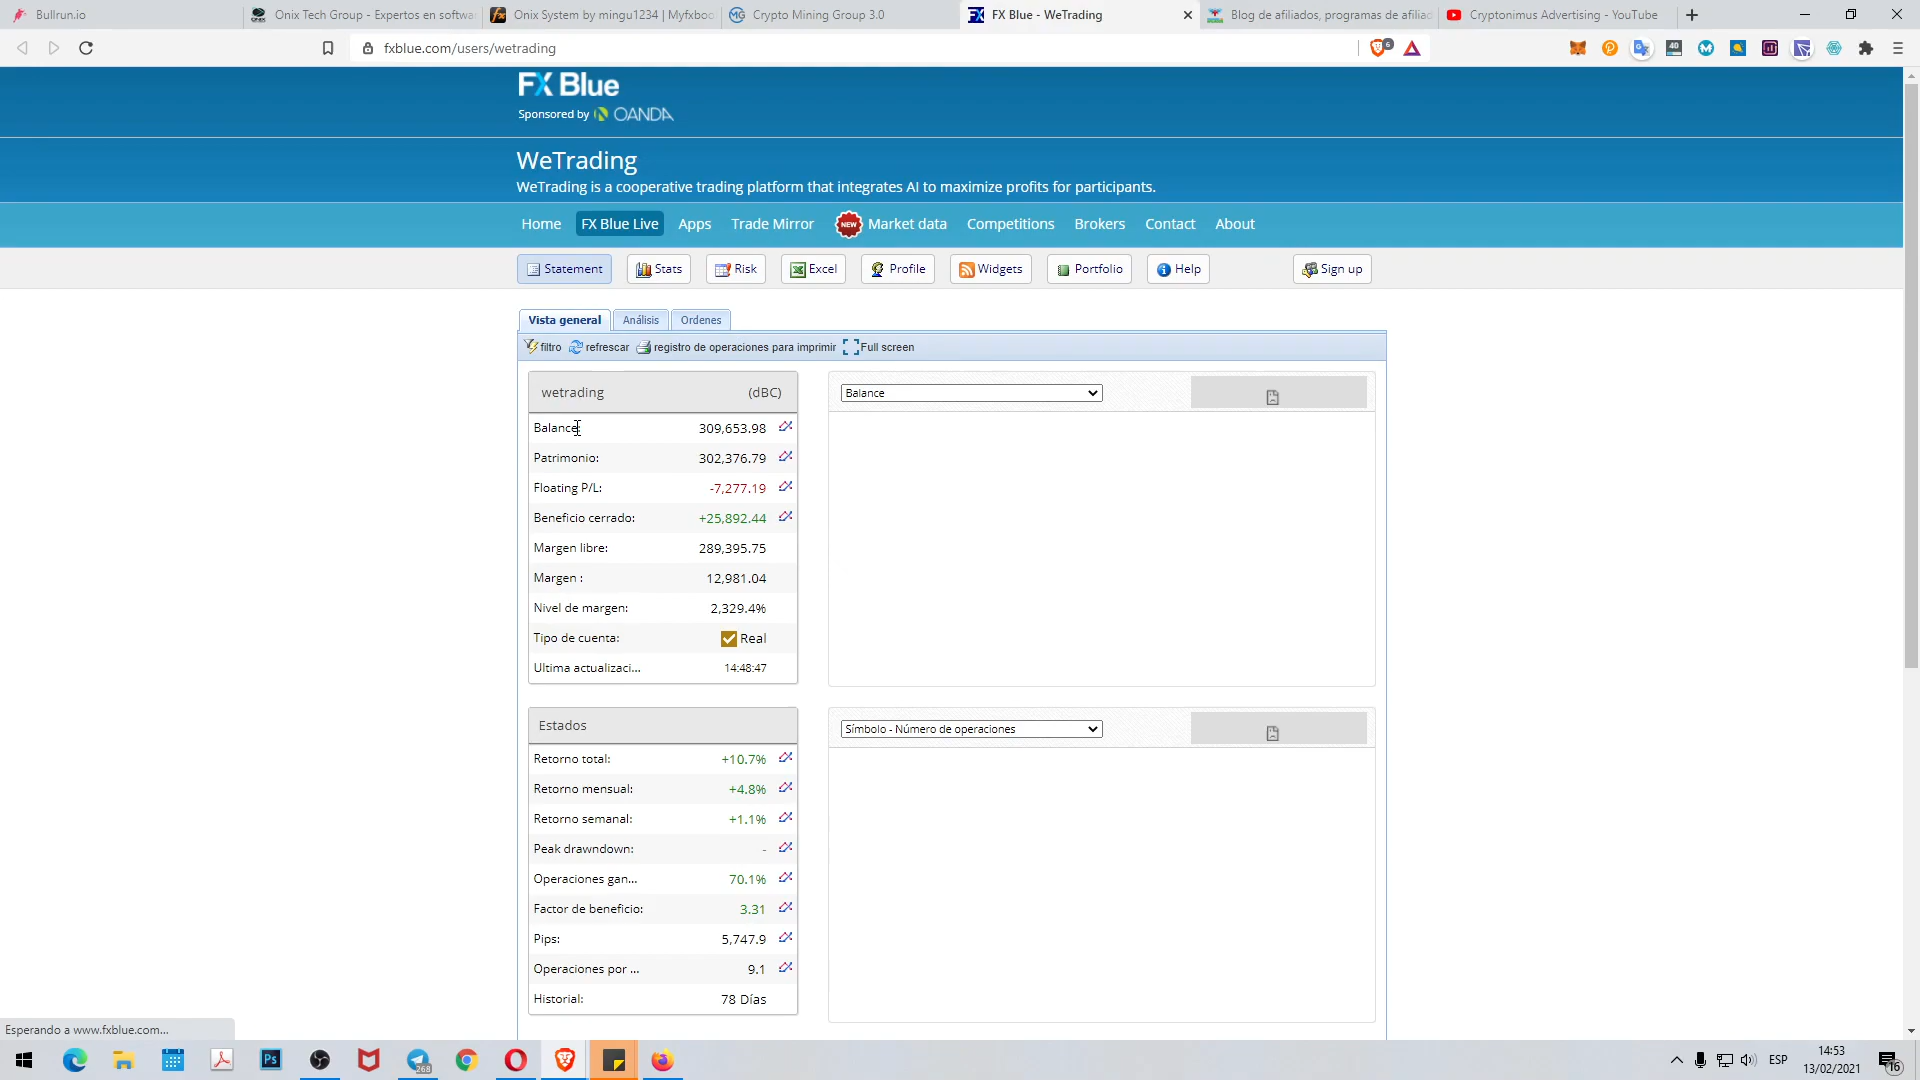 Bullrun.io
Onix Tech Group - Expertos en softwa
Onix System by mingu1234 | Myfxboo
Crypto Mining Group 3.0
FX Blue - WeTrading
Blog de afiliados, programas de afiliad
Cryptonimus Advertising - YouTube
fxblue.com/users/wetrading
6
40
FX Blue
Sponsored by OANDA
WeTrading
WeTrading is a cooperative trading platform that integrates AI to maximize profits for participants.
Home FX Blue Live Apps Trade Mirror NEW Market data Competitions Brokers Contact About
Statement Stats Risk Excel Profile Widgets Portfolio Help Sign up
Vista general Análisis Ordenes
filtro refrescar registro de operaciones para imprimir Full screen
wetrading (dBC)
Balance: 309,653.98
Patrimonio: 302,376.79
Floating P/L: -7,277.19
Beneficio cerrado: +25,892.44
Margen libre: 289,395.75
Margen : 12,981.04
Nivel de margen: 2,329.4%
Tipo de cuenta: Real
Ultima actualizaci... 14:48:47
Balance
Estados
Retorno total: +10.7%
Retorno mensual: +4.8%
Retorno semanal: +1.1%
Peak drawndown: -
Operaciones gan... 70.1%
Factor de beneficio: 3.31
Pips: 5,747.9
Operaciones por ... 9.1
Historial: 78 Días
Símbolo - Número de operaciones
Esperando a www.fxblue.com...
Ps
268
ESP
14:53
13/02/2021
16